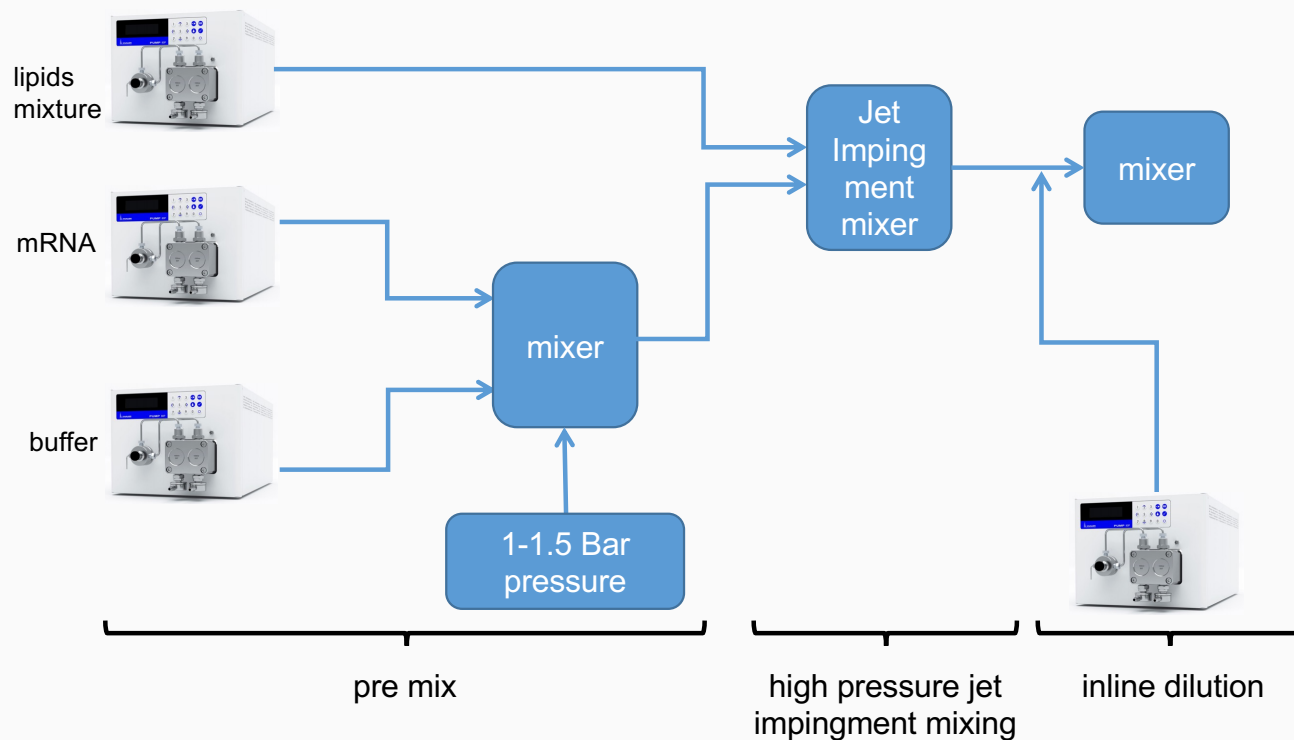 lipids
mixture
mRNA
buffer
mixer
1-1.5 Bar
pressure
Jet
Imping
ment
mixer
mixer
pre mix
high pressure jet
impingment mixing
inline dilution